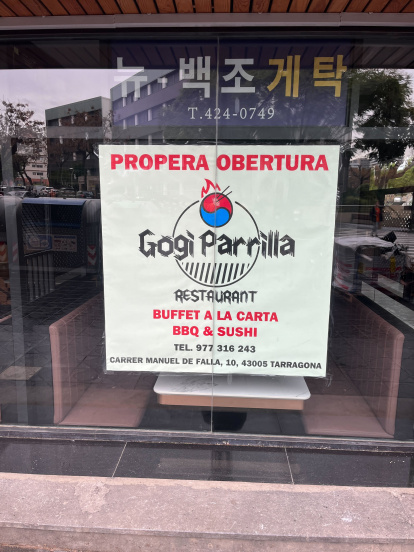 뉴·백조게탁
T.424-0749
PROPERA OBERTURA
Gogi Parrilla
RESTAURANT
BUFFET A LA CARTA
BBQ & SUSHI
TEL. 977 316 243
CARRER MANUEL DE FALLA, 10, 43005 TARRAGONA